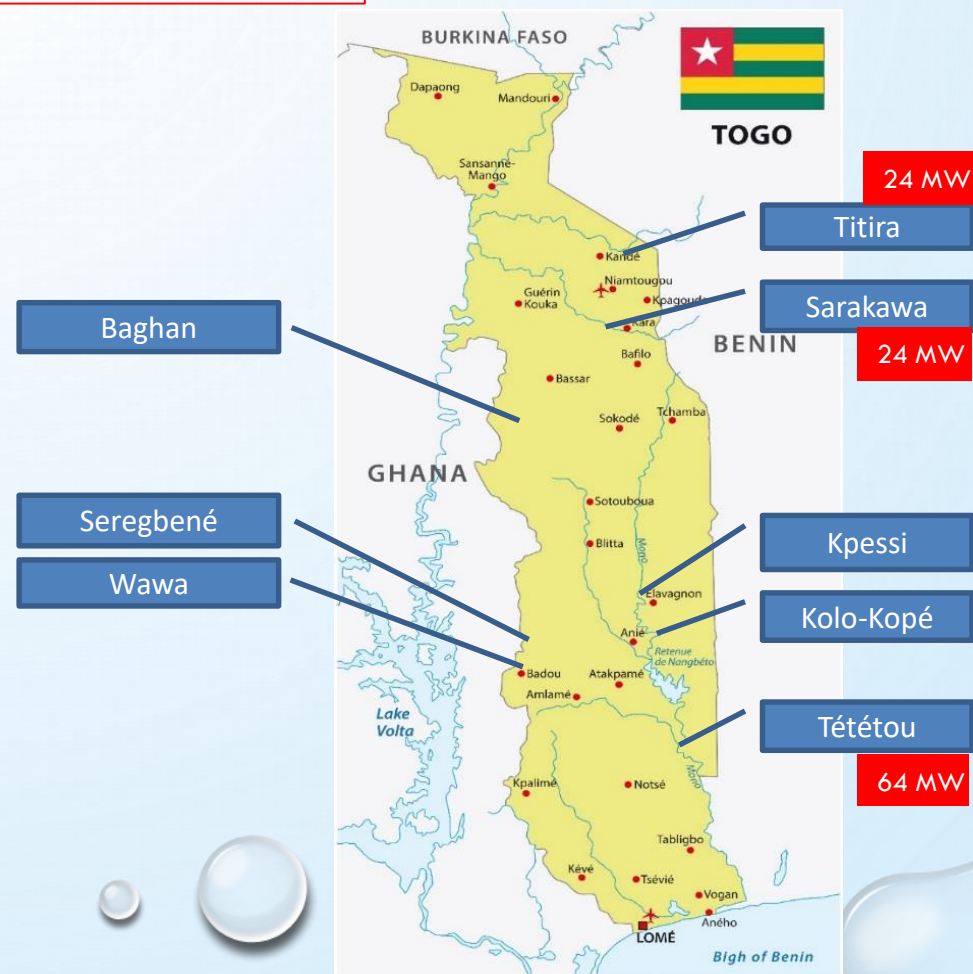 BURKINA FASO
Dapaong
Mandouri
TOGO
Sansanné-
Mango
24 MW
Titira
Kandé
Niamtougou
Guérin
Kouka
Kpagouda
Sarakawa
Kara
Baghan
BENIN
24 MW
Bafilo
Bassar
Tchamba
Sokodé
GHANA
Sotouboua
Seregbené
Blitta
Mono
Kpessi
Wawa
Elavagnon
Kolo-Kopé
Anié
Retenue
de Nangbéto
Badou
Atakpamé
Amlamé
Lake
Volta
Tététou
Mono
64 MW
Kpalimé
Notsé
Tabligbo
Kévé
Tsévié
Vogan
Aného
LOMÉ
Bigh of Benin